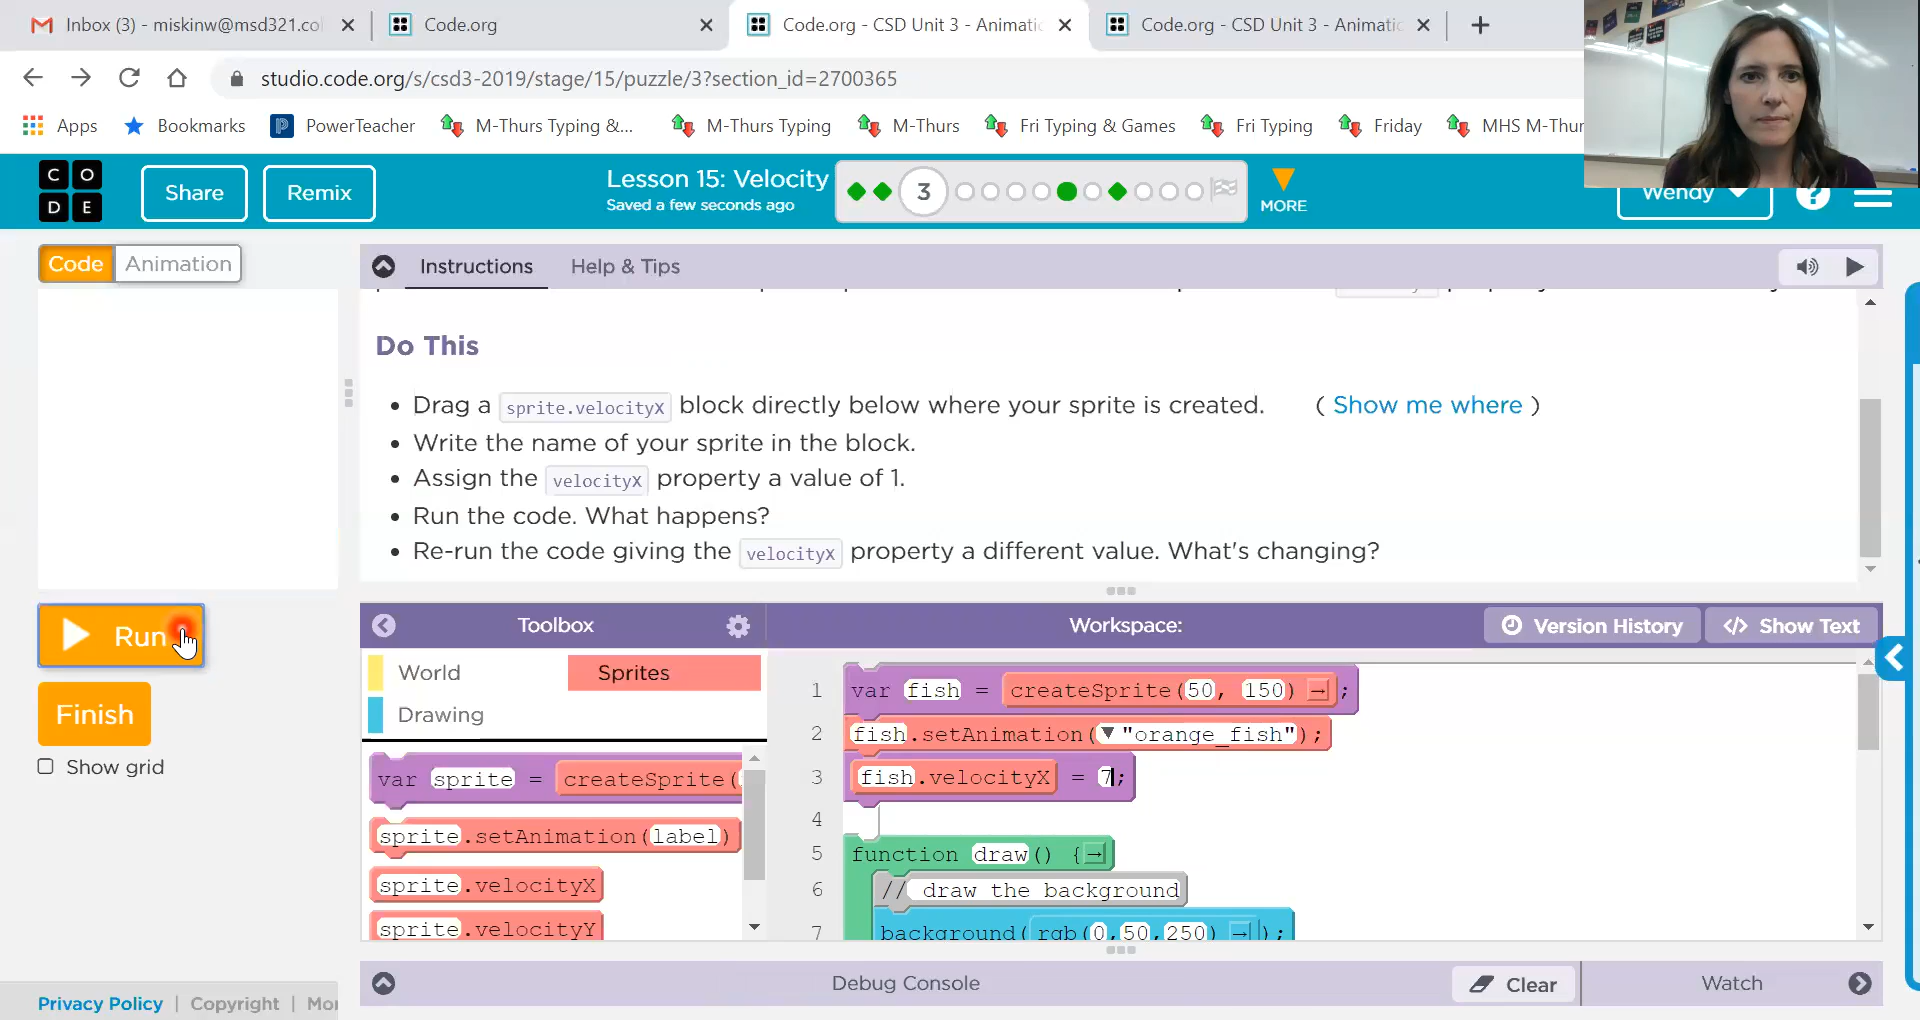 Inbox (3) - miskinw@msd321.co
Code.org
Code.org - CSD Unit 3 - Animatic
Code.org - CSD Unit 3 - Animatic
studio.code.org/s/csd3-2019/stage/15/puzzle/3?section_id=2700365
Apps Bookmarks PowerTeacher M-Thurs Typing &... M-Thurs Typing M-Thurs Fri Typing & Games Fri Typing Friday MHS M-Thur
CODE
Share
Remix
Lesson 15: Velocity
Saved a few seconds ago
3
MORE
Wendy
?
Code
Animation
Instructions
Help & Tips
Do This
Drag a sprite.velocityX block directly below where your sprite is created. ( Show me where )
Write the name of your sprite in the block.
Assign the velocityX property a value of 1.
Run the code. What happens?
Re-run the code giving the velocityX property a different value. What's changing?
Run
Finish
Show grid
Toolbox
Workspace:
Version History
</> Show Text
World
Sprites
Drawing
var sprite = createSprite(
sprite.setAnimation(label)
sprite.velocityX
sprite.velocityY
1 var fish = createSprite(50, 150) → ;
2 fish.setAnimation(▼ "orange_fish");
3 fish.velocityX = 7;
4
5 function draw() { →
6 // draw the background
7 background( rgb(0,50,250) → );
Debug Console
Clear
Watch
Privacy Policy | Copyright | Mor